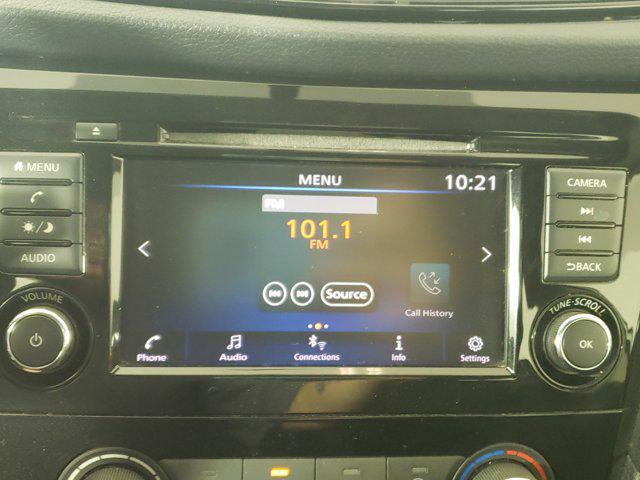 MENU
AUDIO
VOLUME
MENU 10:21
FM
101.1
FM
Source
Call History
Phone Audio Connections Info Settings
CAMERA
BACK
TUNE·SCROLL
OK